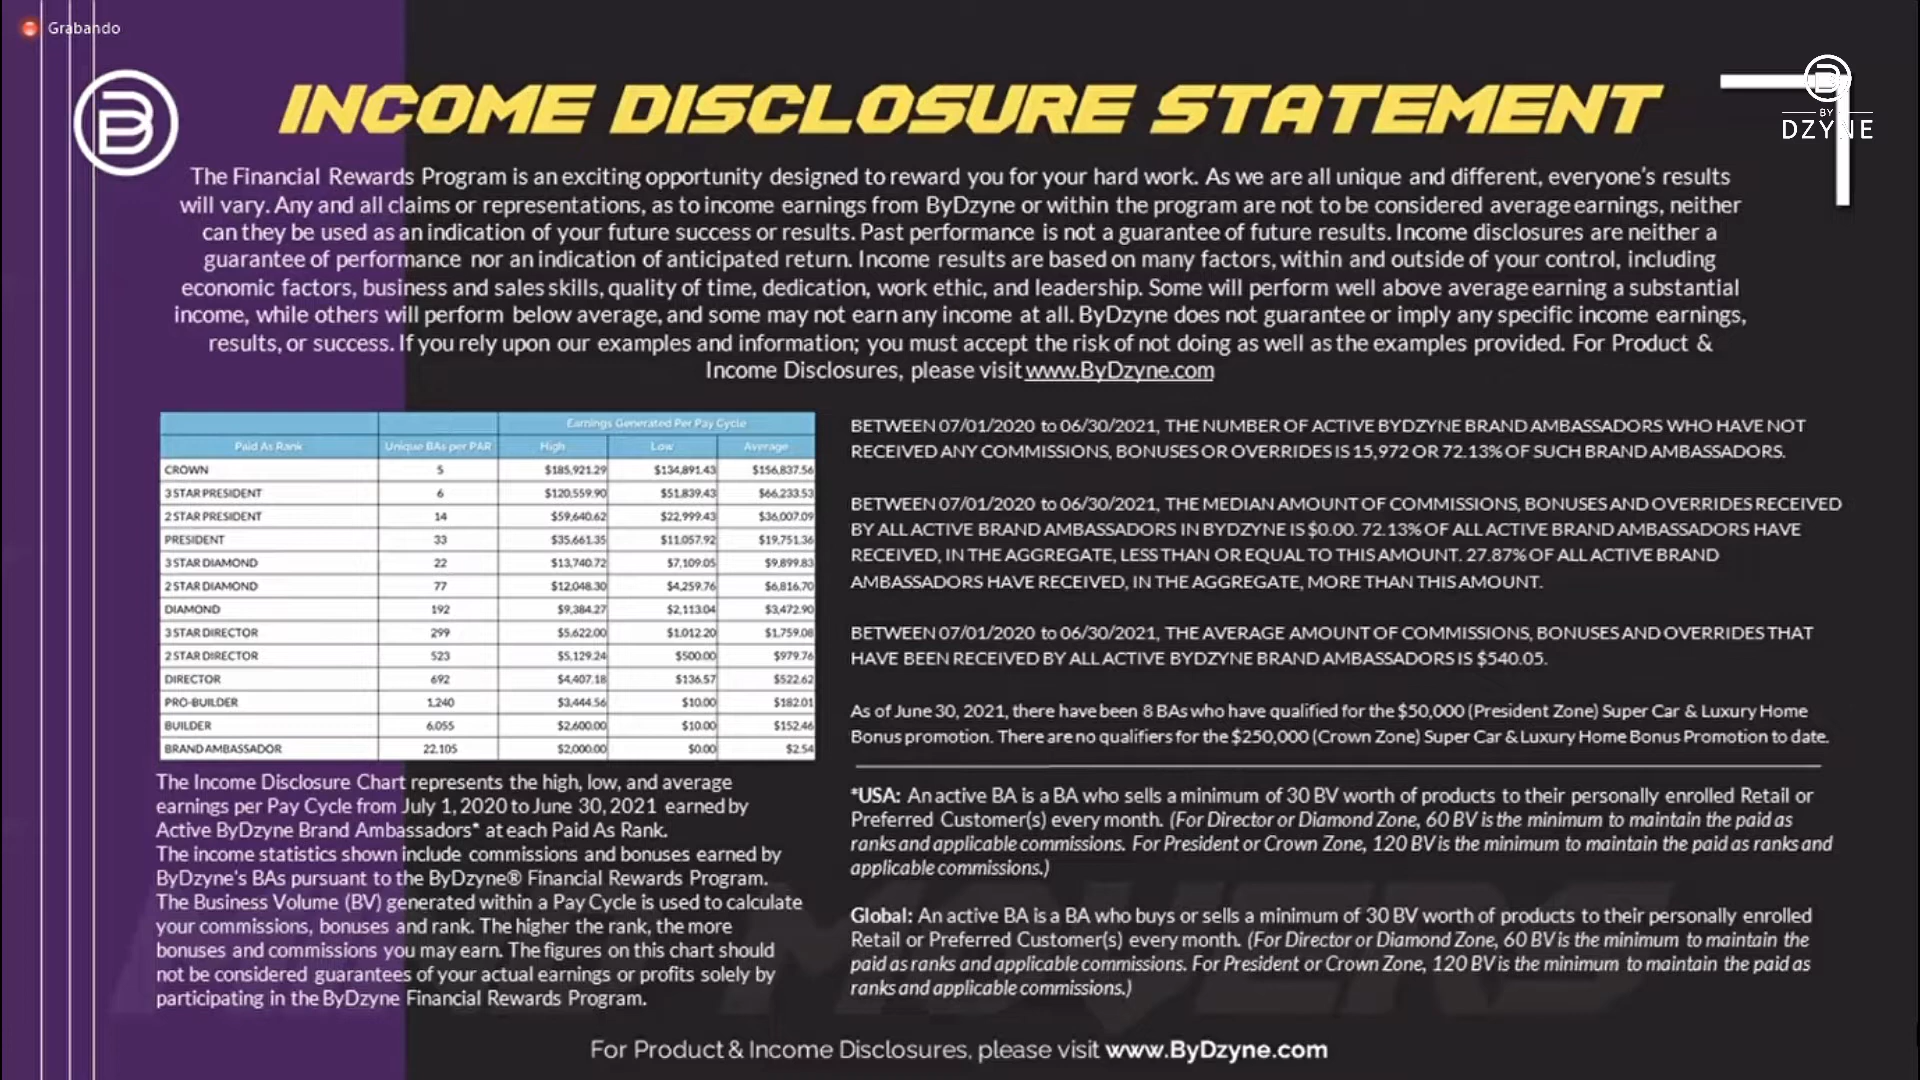 Grabando
INCOME DISCLOSURE STATEMENT
BY
DZYNE
The Financial Rewards Program is an exciting opportunity designed to reward you for your hard work. As we are all unique and different, everyone's results
will vary. Any and all claims or representations, as to income earnings from ByDzyne or within the program are not to be considered average earnings, neither
can they be used as an indication of your future success or results. Past performance is not a guarantee of future results. Income disclosures are neither a
guarantee of performance nor an indication of anticipated return. Income results are based on many factors, within and outside of your control, including
economic factors, business and sales skills, quality of time, dedication, work ethic, and leadership. Some will perform well above average earning a substantial
income, while others will perform below average, and some may not earn any income at all. ByDzyne does not guarantee or imply any specific income earnings,
results, or success. If you rely upon our examples and information; you must accept the risk of not doing as well as the examples provided. For Product &
Income Disclosures, please visit www.ByDzyne.com
Earnings Generated Per Pay Cycle
Paid As Rank Unique BAs per PAR High Low Average
CROWN 5 $185,921.29 $134,891.43 $156,837.56
3 STAR PRESIDENT 6 $120,559.90 $51,839.43 $66,233.53
2 STAR PRESIDENT 14 $59,640.62 $22,999.43 $36,007.09
PRESIDENT 33 $35,661.35 $11,057.92 $19,751.36
3 STAR DIAMOND 22 $13,740.72 $7,109.05 $9,899.83
2 STAR DIAMOND 77 $12,048.30 $4,259.76 $6,816.70
DIAMOND 192 $9,384.27 $2,113.04 $3,472.90
3 STAR DIRECTOR 299 $5,622.00 $1,012.20 $1,759.08
2 STAR DIRECTOR 523 $5,129.24 $500.00 $979.76
DIRECTOR 692 $4,407.18 $136.57 $522.62
PRO-BUILDER 1,240 $3,444.56 $10.00 $182.01
BUILDER 6,055 $2,600.00 $10.00 $152.46
BRAND AMBASSADOR 22,105 $2,000.00 $0.00 $2.54
The Income Disclosure Chart represents the high, low, and average
earnings per Pay Cycle from July 1, 2020 to June 30, 2021 earned by
Active ByDzyne Brand Ambassadors* at each Paid As Rank.
The income statistics shown include commissions and bonuses earned by
ByDzyne's BAs pursuant to the ByDzyne® Financial Rewards Program.
The Business Volume (BV) generated within a Pay Cycle is used to calculate
your commissions, bonuses and rank. The higher the rank, the more
bonuses and commissions you may earn. The figures on this chart should
not be considered guarantees of your actual earnings or profits solely by
participating in the ByDzyne Financial Rewards Program.
BETWEEN 07/01/2020 to 06/30/2021, THE NUMBER OF ACTIVE BYDZYNE BRAND AMBASSADORS WHO HAVE NOT
RECEIVED ANY COMMISSIONS, BONUSES OR OVERRIDES IS 15,972 OR 72.13% OF SUCH BRAND AMBASSADORS.
BETWEEN 07/01/2020 to 06/30/2021, THE MEDIAN AMOUNT OF COMMISSIONS, BONUSES AND OVERRIDES RECEIVED
BY ALL ACTIVE BRAND AMBASSADORS IN BYDZYNE IS $0.00. 72.13% OF ALL ACTIVE BRAND AMBASSADORS HAVE
RECEIVED, IN THE AGGREGATE, LESS THAN OR EQUAL TO THIS AMOUNT. 27.87% OF ALL ACTIVE BRAND
AMBASSADORS HAVE RECEIVED, IN THE AGGREGATE, MORE THAN THIS AMOUNT.
BETWEEN 07/01/2020 to 06/30/2021, THE AVERAGE AMOUNT OF COMMISSIONS, BONUSES AND OVERRIDES THAT
HAVE BEEN RECEIVED BY ALL ACTIVE BYDZYNE BRAND AMBASSADORS IS $540.05.
As of June 30, 2021, there have been 8 BAs who have qualified for the $50,000 (President Zone) Super Car & Luxury Home
Bonus promotion. There are no qualifiers for the $250,000 (Crown Zone) Super Car & Luxury Home Bonus Promotion to date.
*USA: An active BA is a BA who sells a minimum of 30 BV worth of products to their personally enrolled Retail or
Preferred Customer(s) every month. (For Director or Diamond Zone, 60 BV is the minimum to maintain the paid as
ranks and applicable commissions. For President or Crown Zone, 120 BV is the minimum to maintain the paid as ranks and
applicable commissions.)
Global: An active BA is a BA who buys or sells a minimum of 30 BV worth of products to their personally enrolled
Retail or Preferred Customer(s) every month. (For Director or Diamond Zone, 60 BV is the minimum to maintain the
paid as ranks and applicable commissions. For President or Crown Zone, 120 BV is the minimum to maintain the paid as
ranks and applicable commissions.)
MOVERS
For Product & Income Disclosures, please visit www.ByDzyne.com